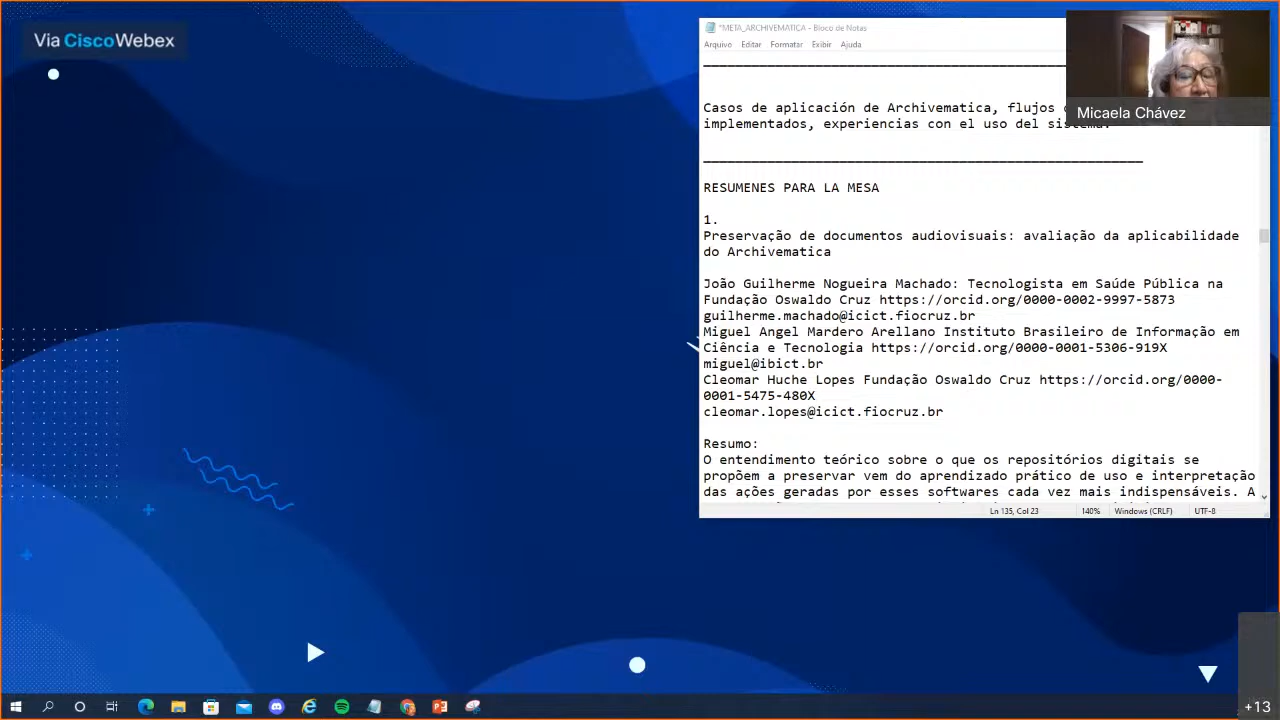 Via CiscoWebex
*META_ARCHIVEMATICA - Bloco de Notas
Arquivo Editar Formatar Exibir Ajuda
Micaela Chávez
Casos de aplicación de Archivematica, flujos
implementados, experiencias con el uso del sistema.
RESUMENES PARA LA MESA
1.
Preservação de documentos audiovisuais: avaliação da aplicabilidade
do Archivematica
João Guilherme Nogueira Machado: Tecnologista em Saúde Pública na
Fundação Oswaldo Cruz https://orcid.org/0000-0002-9997-5873
guilherme.machado@icict.fiocruz.br
Miguel Angel Mardero Arellano Instituto Brasileiro de Informação em
Ciência e Tecnologia https://orcid.org/0000-0001-5306-919X
miguel@ibict.br
Cleomar Huche Lopes Fundação Oswaldo Cruz https://orcid.org/0000-
0001-5475-480X
cleomar.lopes@icict.fiocruz.br
Resumo:
O entendimento teórico sobre o que os repositórios digitais se
propõem a preservar vem do aprendizado prático de uso e interpretação
das ações geradas por esses softwares cada vez mais indispensáveis. A
Ln 135, Col 23 140% Windows (CRLF) UTF-8
+13